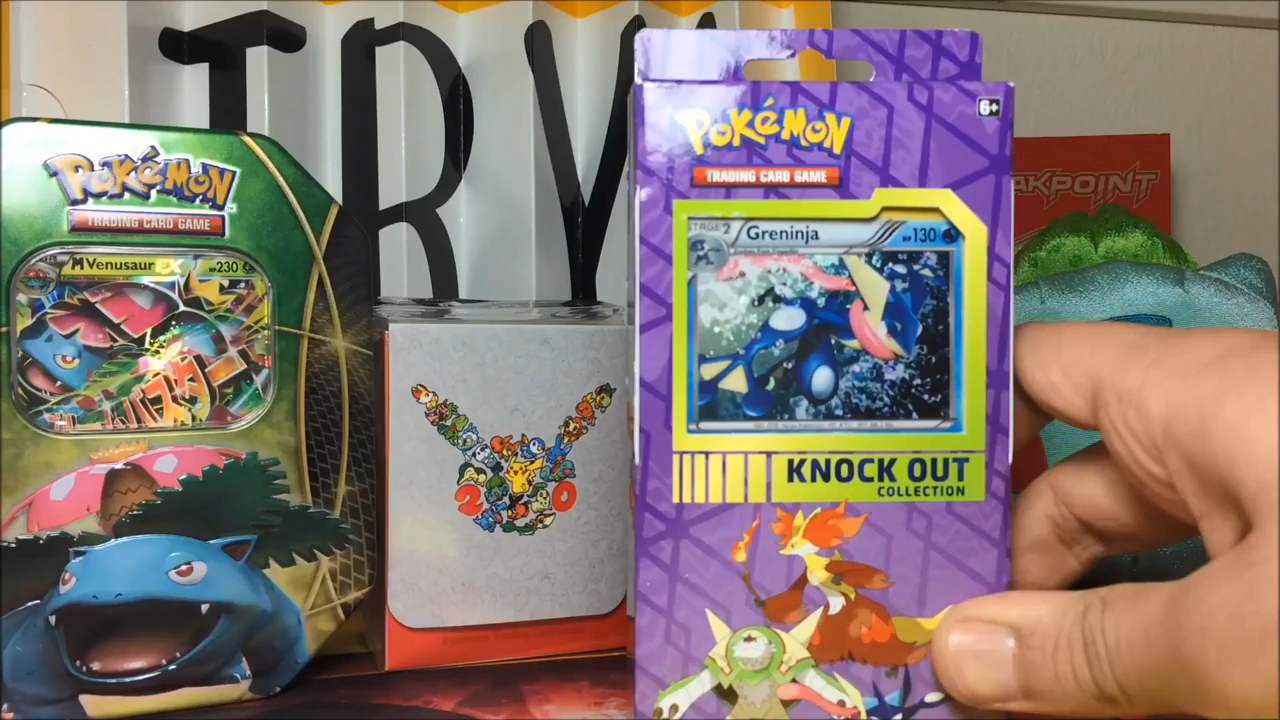 TRY
Pokémon
TRADING CARD GAME
M Venusaur EX HP230
20
Pokémon
6+
TRADING CARD GAME
STAGE 2 Greninja HP130
KNOCK OUT
COLLECTION
AKPOINT